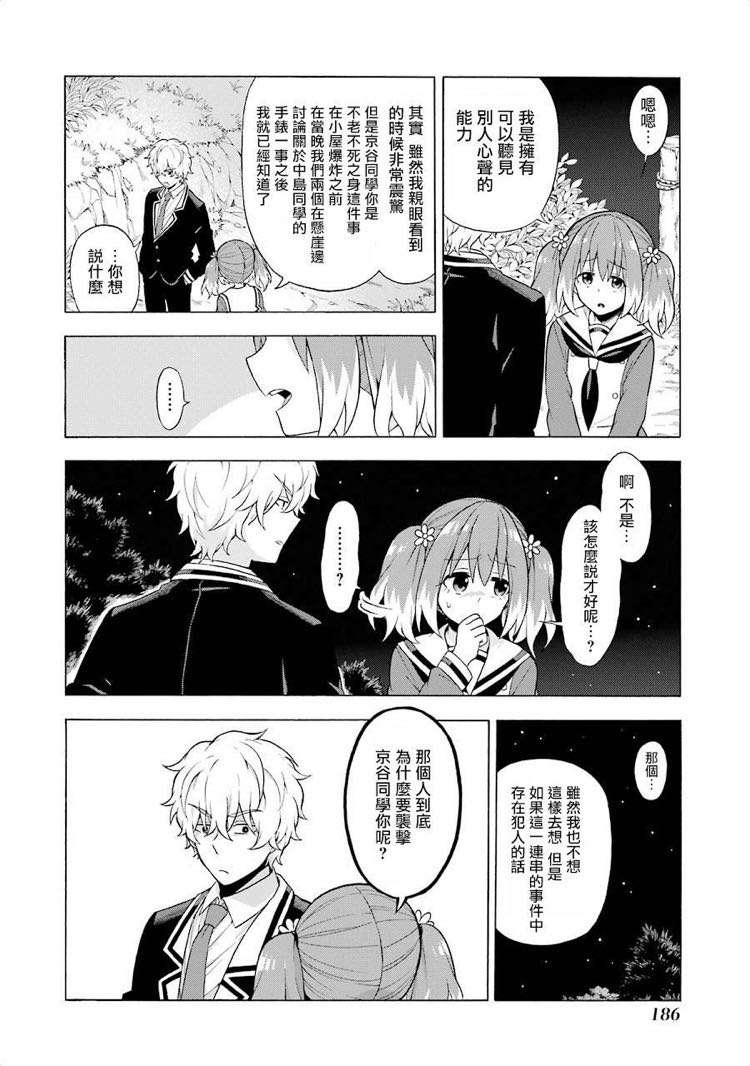 嗯嗯…
我是擁有
可以聽見
別人心聲的
能力
其實 雖然我親眼看到
的時候非常震驚
但是京谷同學你是
不老不死之身這件事
在小屋爆炸之前
在當晚我們兩個在懸崖邊
討論關於中島同學的
手錶一事之後
我就已經知道了
…你想
說什麼
……
啊 不是…
該怎麼說才好呢…?
………?
那個…
雖然我也不想
這樣去想 但是
如果這一連串的事件中
存在犯人的話
那個人到底
為什麼要襲擊
京谷同學你呢?
186